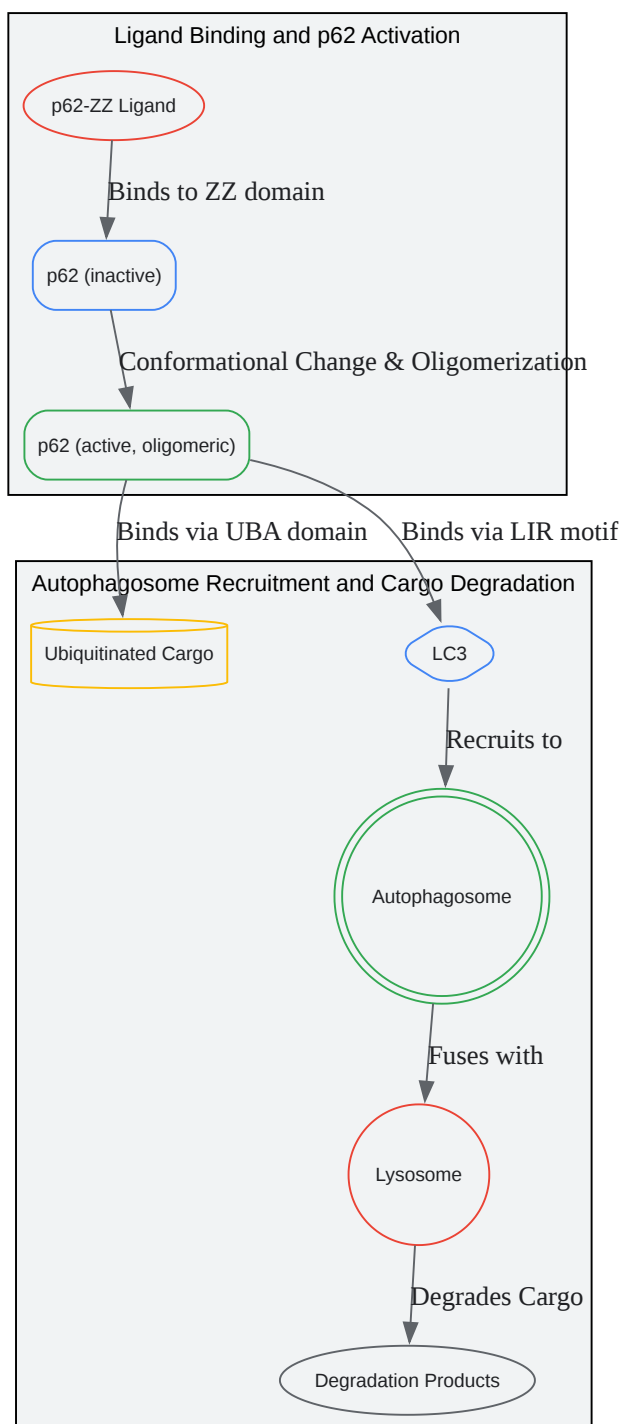 Ligand Binding and p62 Activation
p62-ZZ Ligand
Binds to ZZ domain
p62 (inactive)
Conformational Change & Oligomerization
p62 (active, oligomeric)
Binds via UBA domain
Binds via LIR motif
Autophagosome Recruitment and Cargo Degradation
Ubiquitinated Cargo
LC3
Recruits to
Autophagosome
Fuses with
Lysosome
Degrades Cargo
Degradation Products